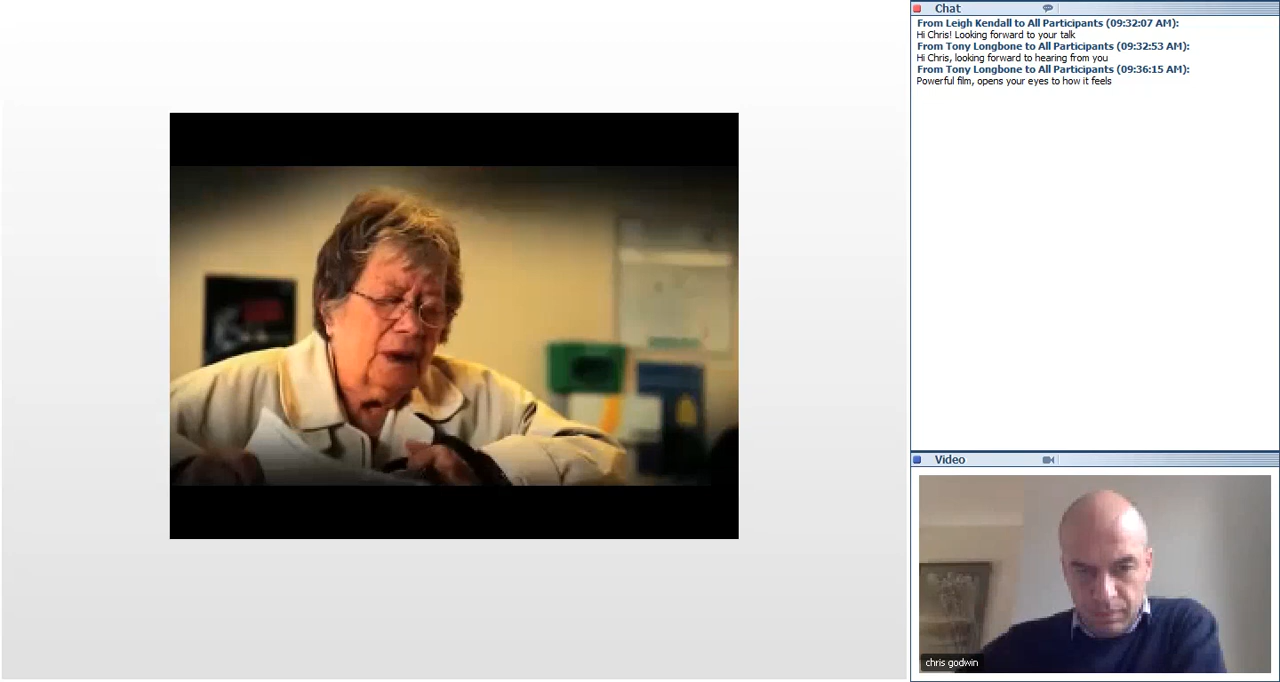 Chat
From Leigh Kendall to All Participants (09:32:07 AM):
Hi Chris! Looking forward to your talk
From Tony Longbone to All Participants (09:32:53 AM):
Hi Chris, looking forward to hearing from you
From Tony Longbone to All Participants (09:36:15 AM):
Powerful film, opens your eyes to how it feels
Video
chris godwin